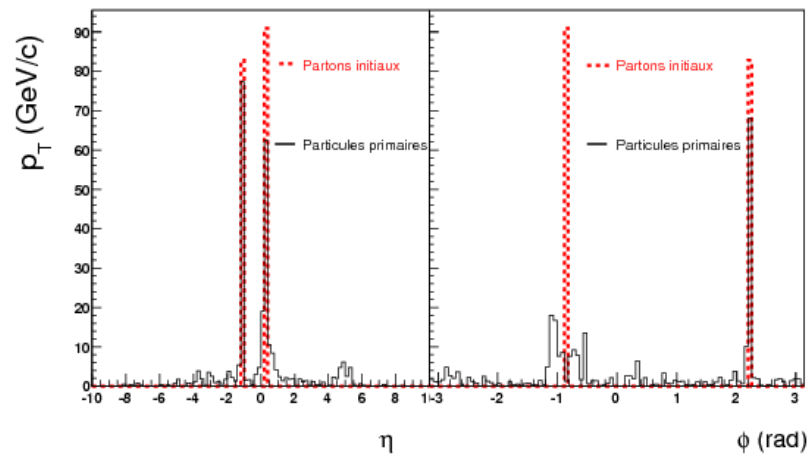 90
80
70
60
50
40
30
20
10
0
p_T (GeV/c)
Partons initiaux
Particules primaires
Partons initiaux
Particules primaires
-10 -8 -6 -4 -2 0 2 4 6 8 1
-3 -2 -1 0 1 2 3
η
ϕ (rad)